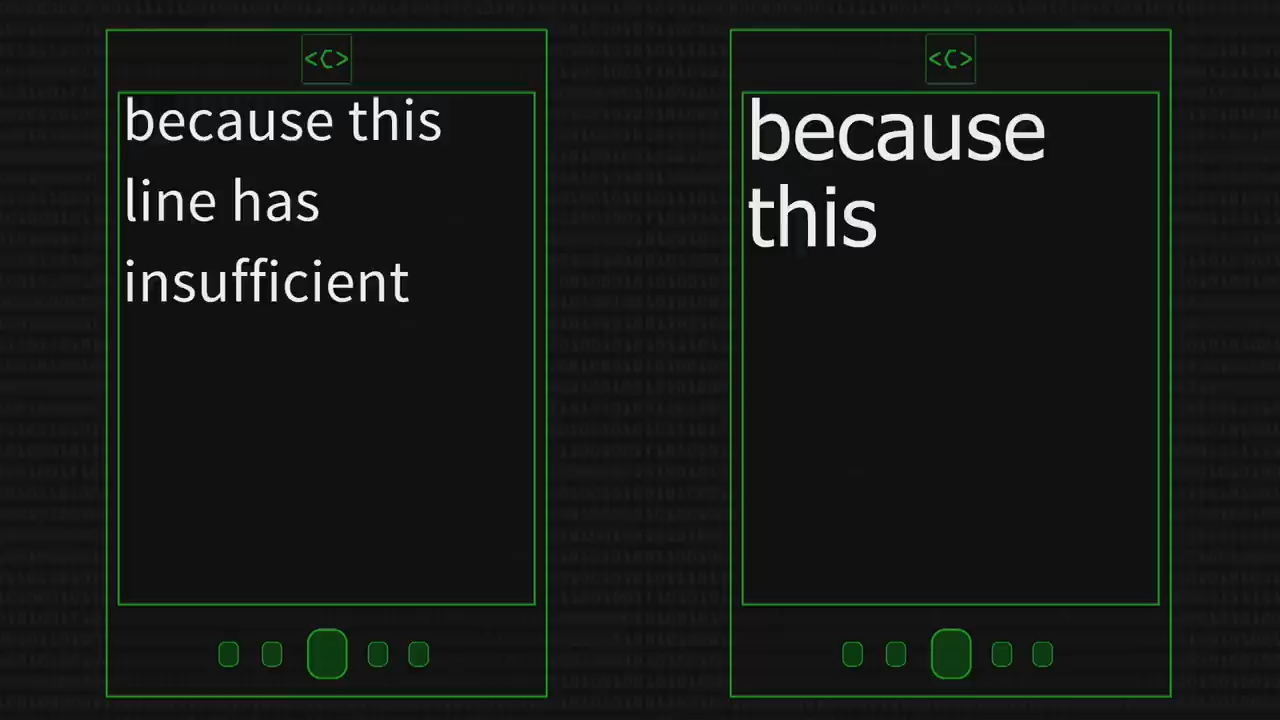 <C>
because this
line has
insufficient
<C>
because
this